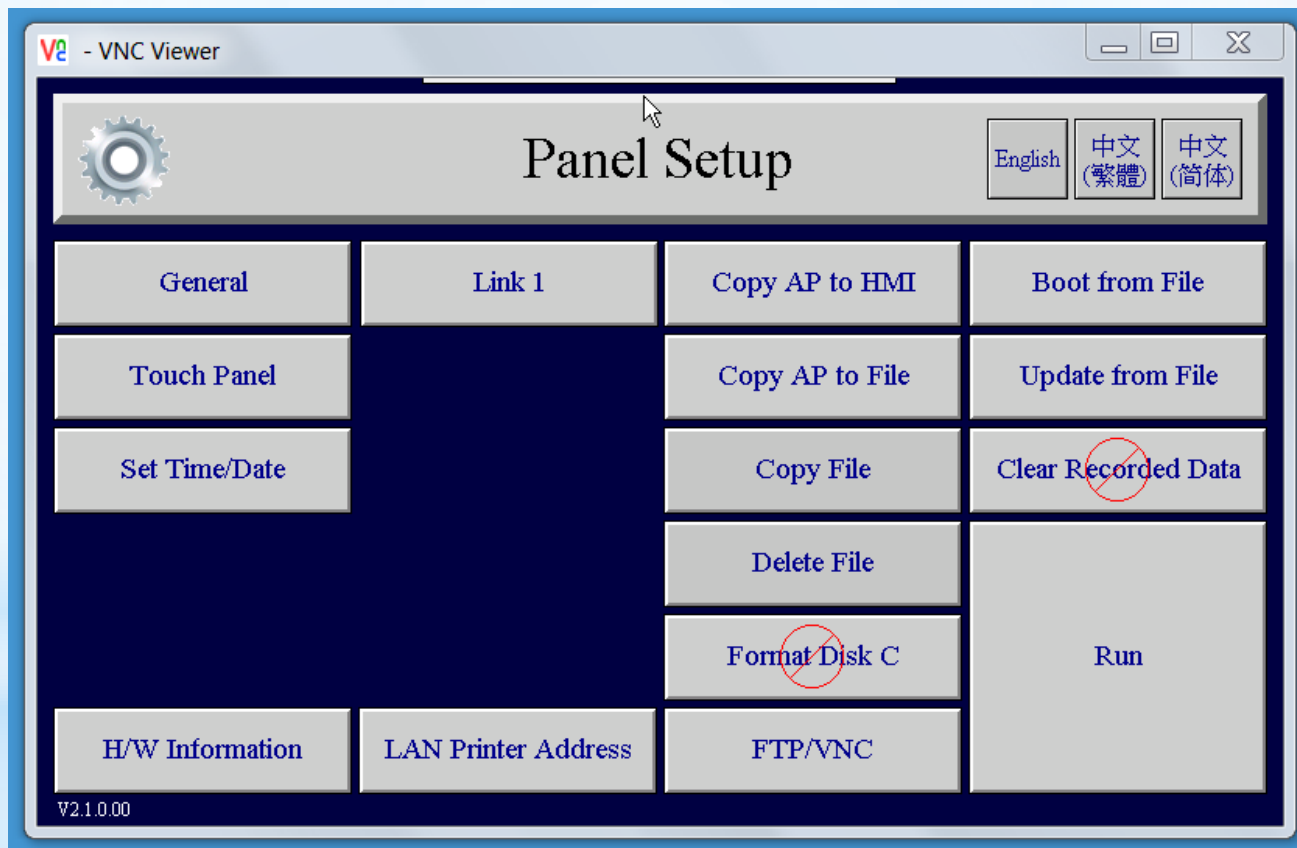 VNC - VNC Viewer
Panel Setup
English
中文
(繁體)
中文
(简体)
General
Link 1
Copy AP to HMI
Boot from File
Touch Panel
Copy AP to File
Update from File
Set Time/Date
Copy File
Clear Recorded Data
Delete File
Format Disk C
Run
H/W Information
LAN Printer Address
FTP/VNC
V2.1.0.00